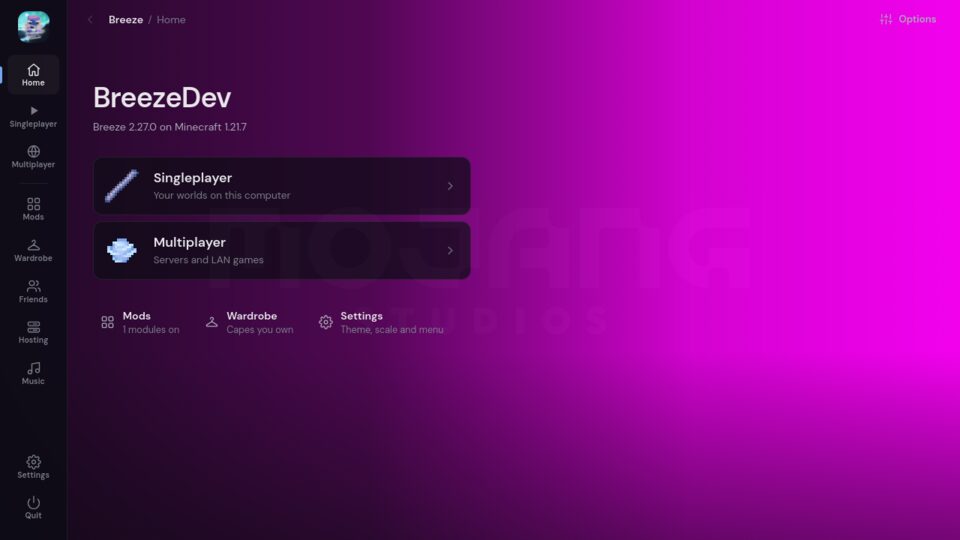 Breeze / Home
Options
Home
Singleplayer
Multiplayer
Mods
Wardrobe
Friends
Hosting
Music
Settings
Quit
BreezeDev
Breeze 2.27.0 on Minecraft 1.21.7
Singleplayer
Your worlds on this computer
Multiplayer
Servers and LAN games
MOJANG
STUDIOS
Mods
1 modules on
Wardrobe
Capes you own
Settings
Theme, scale and menu